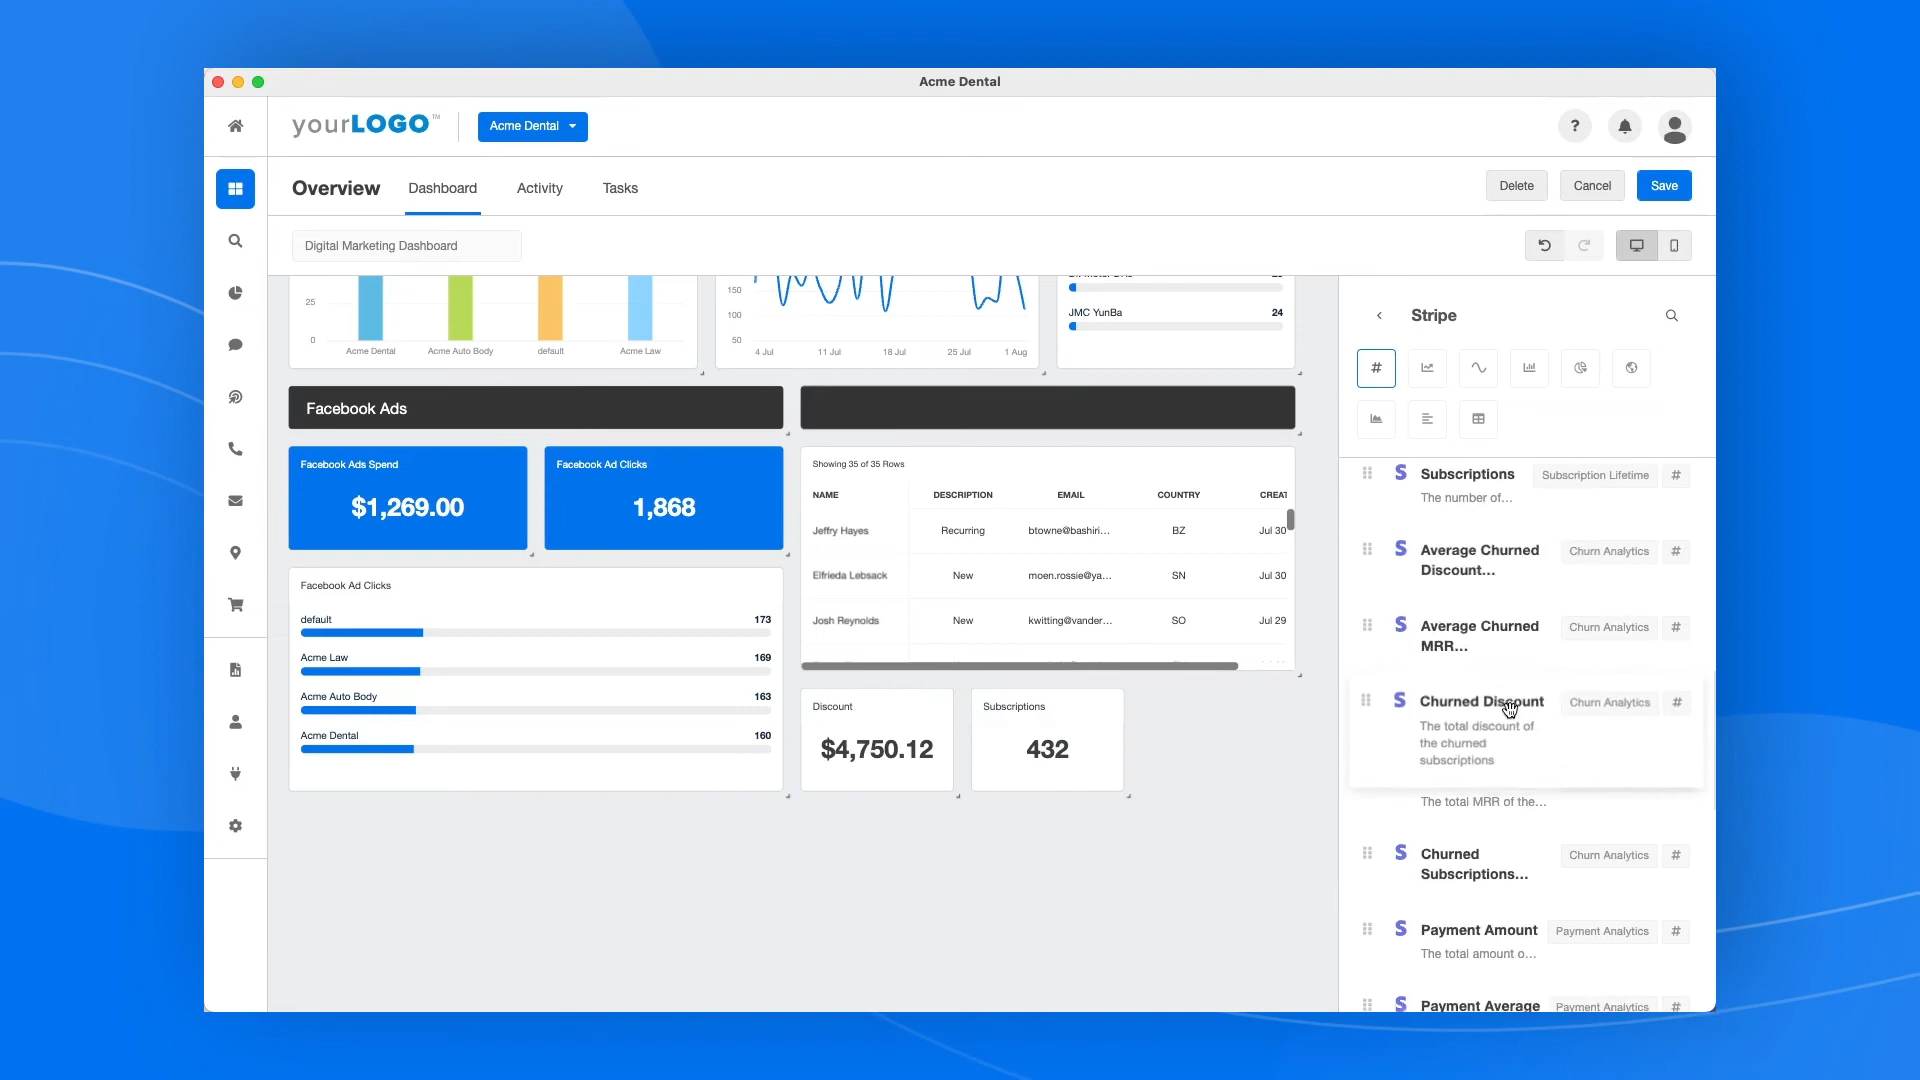 Acme Dental
yourLOGO™
Acme Dental
?
Overview
Dashboard
Activity
Tasks
Delete
Cancel
Save
Digital Marketing Dashboard
25
0
Acme Dental
Acme Auto Body
default
Acme Law
150
100
50
4 Jul
11 Jul
18 Jul
25 Jul
1 Aug
JMC YunBa
24
Facebook Ads
Facebook Ads Spend
$1,269.00
Facebook Ad Clicks
1,868
Showing 35 of 35 Rows
NAME DESCRIPTION EMAIL COUNTRY CREAT
Jeffry Hayes Recurring btowne@bashiri... BZ Jul 30
Elfrieda Lebsack New moen.rossie@ya... SN Jul 30
Josh Reynolds New kwitting@vander... SO Jul 29
Facebook Ad Clicks
default 173
Acme Law 169
Acme Auto Body 163
Acme Dental 160
Discount
$4,750.12
Subscriptions
432
Stripe
#
S Subscriptions Subscription Lifetime #
The number of...
S Average Churned Churn Analytics #
Discount...
S Average Churned Churn Analytics #
MRR...
S Churned Discount Churn Analytics #
The total discount of
the churned
subscriptions
The total MRR of the...
S Churned Churn Analytics #
Subscriptions...
S Payment Amount Payment Analytics #
The total amount o...
S Payment Average Payment Analytics #